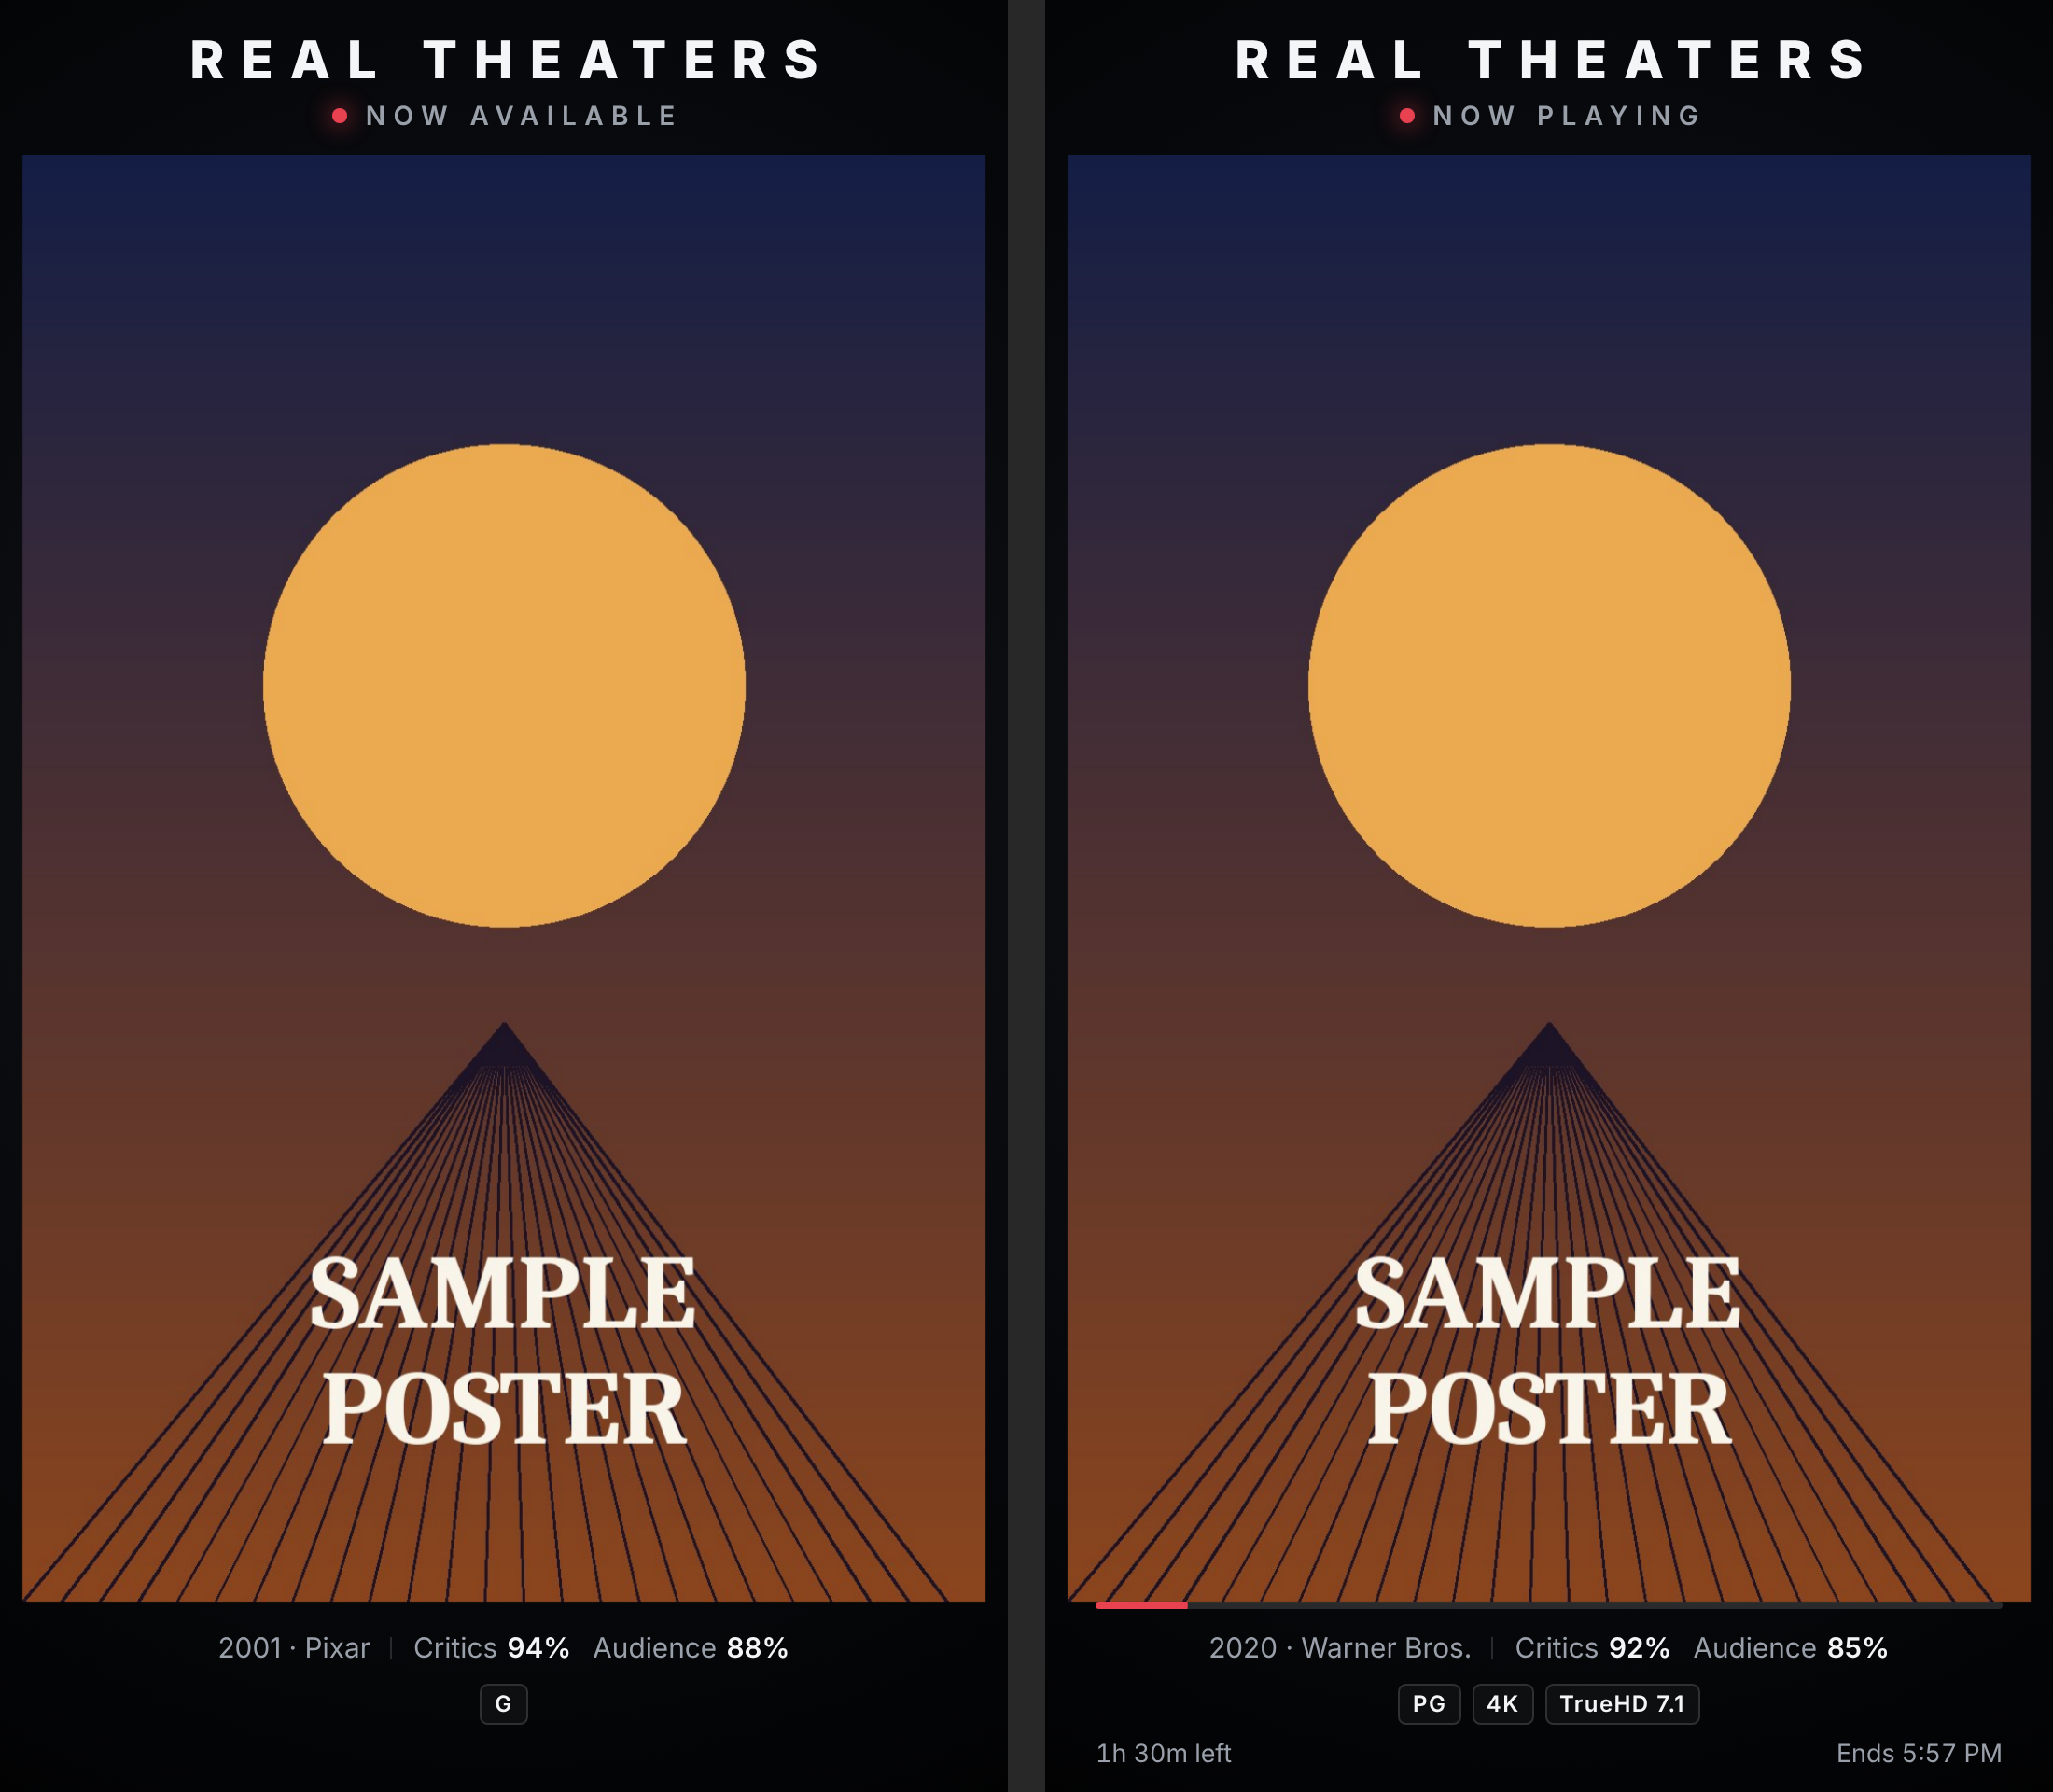 REAL THEATERS
NOW AVAILABLE
SAMPLE
POSTER
2001 · Pixar | Critics 94% Audience 88%
G
REAL THEATERS
NOW PLAYING
SAMPLE
POSTER
2020 · Warner Bros. | Critics 92% Audience 85%
PG 4K TrueHD 7.1
1h 30m left Ends 5:57 PM